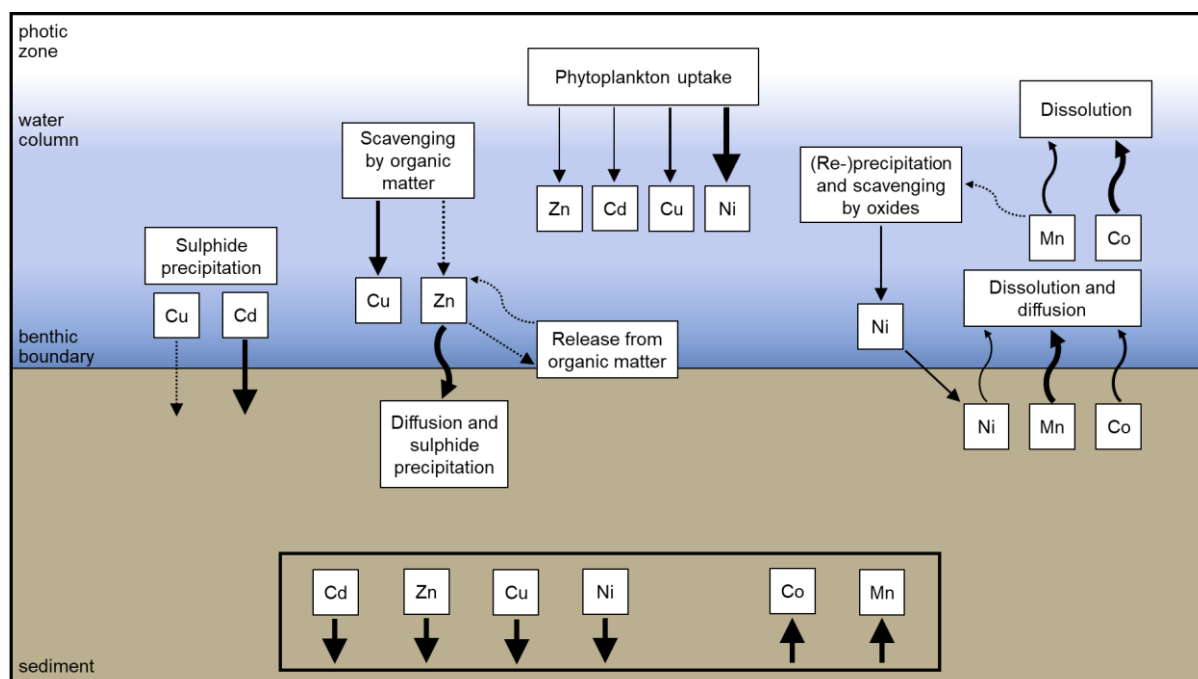 photic
zone
Phytoplankton uptake
Dissolution
water
column
Scavenging
by organic
matter
(Re-)precipitation
and scavenging
by oxides
Zn
Cd
Cu
Ni
Mn
Co
Sulphide
precipitation
Cu
Cd
Cu
Zn
Dissolution and
diffusion
Ni
benthic
boundary
Release from
organic matter
Diffusion and
sulphide
precipitation
Ni
Mn
Co
Cd
Zn
Cu
Ni
Co
Mn
sediment